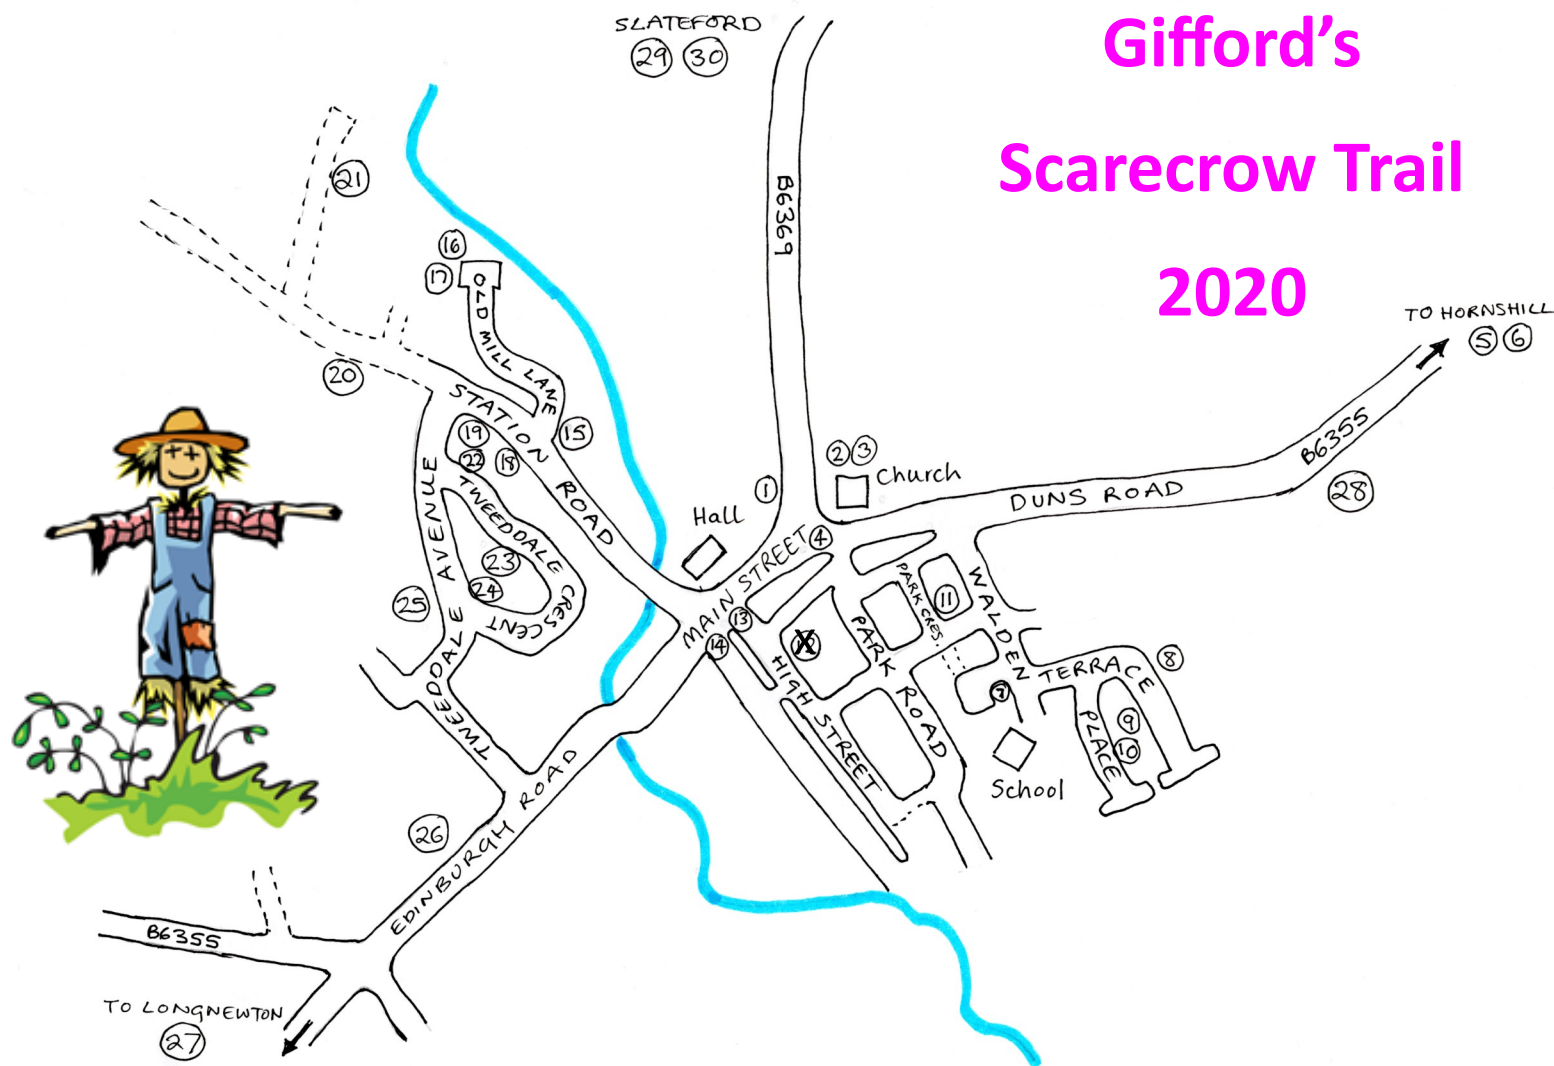 Gifford's
Scarecrow Trail
2020
SLATEFORD
29 30
B6369
21
16
17
OLD MILL LANE
TO HORNSHILL
5 6
20
STATION ROAD
15
19
22
18
2 3
Church
1
Hall
MAIN STREET
4
DUNS ROAD
B6355
28
TWEEDDALE AVENUE
TWEEDDALE CRESCENT
23
24
25
13
14
HIGH STREET
12
PARK ROAD
PARK CRES.
11
WALDEN TERRACE
8
7
PLACE
9
10
School
EDINBURGH ROAD
26
B6355
TO LONGNEWTON
27